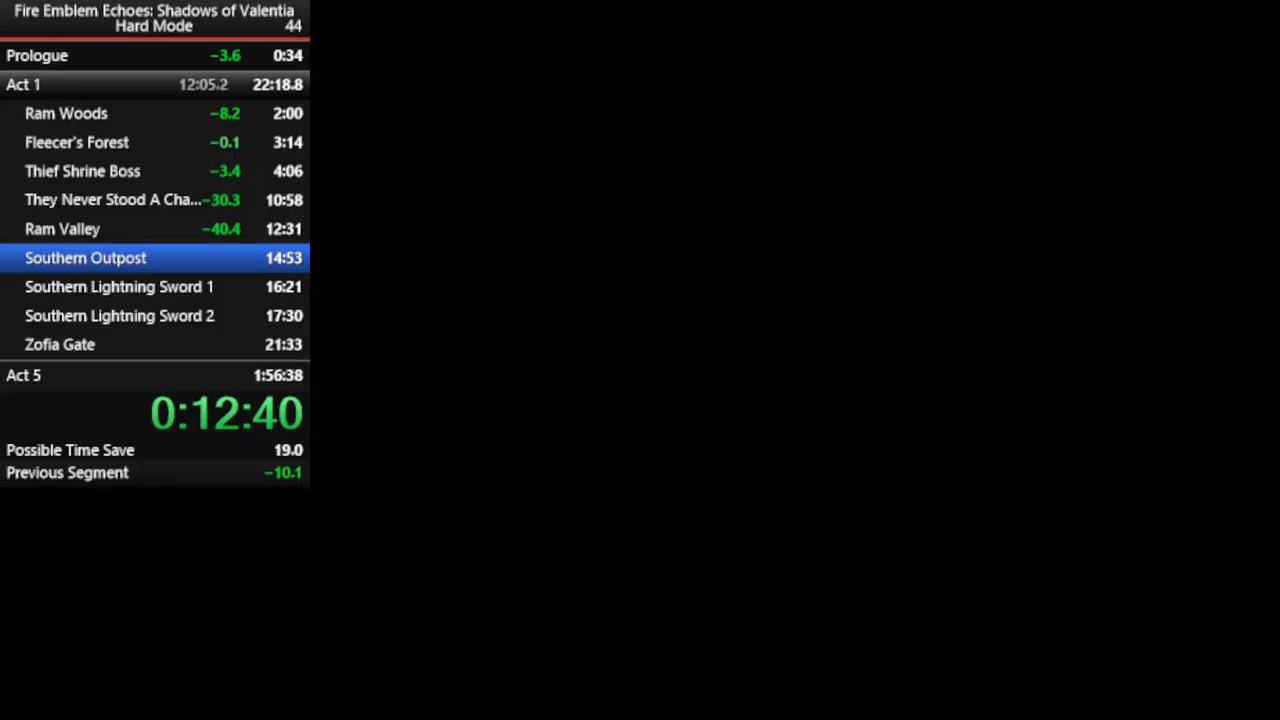 Fire Emblem Echoes: Shadows of Valentia
Hard Mode 44
Prologue −3.6 0:34
Act 1 12:05.2 22:18.8
Ram Woods −8.2 2:00
Fleecer's Forest −0.1 3:14
Thief Shrine Boss −3.4 4:06
They Never Stood A Cha... −30.3 10:58
Ram Valley −40.4 12:31
Southern Outpost 14:53
Southern Lightning Sword 1 16:21
Southern Lightning Sword 2 17:30
Zofia Gate 21:33
Act 5 1:56:38
0:12:40
Possible Time Save 19.0
Previous Segment −10.1